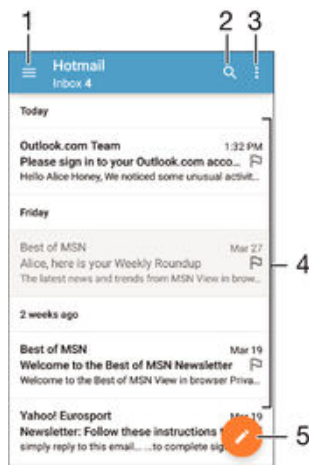 1 2 3
Hotmail
Inbox 4
Today
Outlook.com Team 1:32 PM
Please sign in to your Outlook.com acco...
Hello Alice Honey, We noticed some unusual activit...
Friday
Best of MSN Mar 27
Alice, here is your Weekly Roundup
The latest news and trends from MSN View in brow...
4
2 weeks ago
Best of MSN Mar 19
Welcome to the Best of MSN Newsletter
Welcome to the Best of MSN View in browser Priva...
Yahoo! Eurosport Mar 19
Newsletter: Follow these instructions
simply reply to this email... ...to complete sig
5